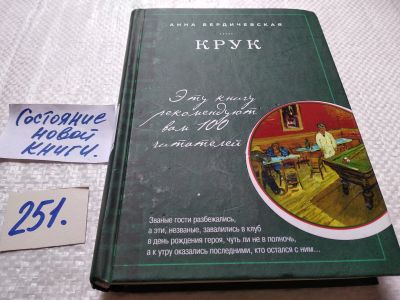 АННА БЕРДИЧЕВСКАЯ
КРУК
Эту книгу
рекомендуют
вам 100
читателей
Состояние
новой
книги.
251.
Званые гости разбежались,
а эти, незваные, завалились в клуб
в день рождения героя, чуть ли не в полночь,
а к утру оказались последними, кто остался с ним...